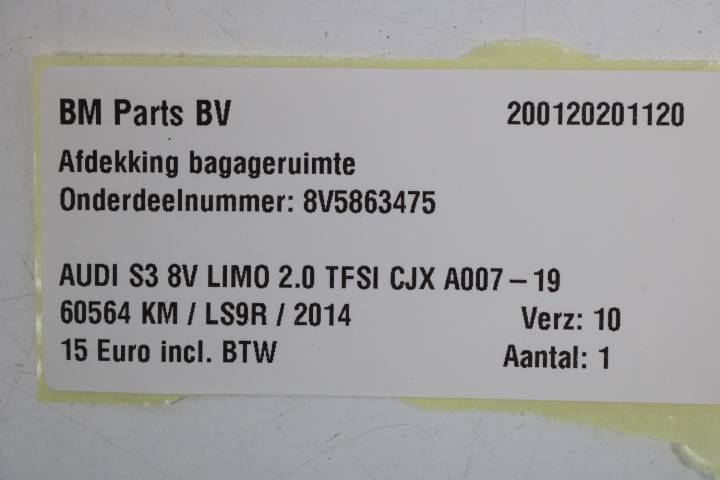 BM Parts BV 200120201120
Afdekking bagageruimte
Onderdeelnummer: 8V5863475
AUDI S3 8V LIMO 2.0 TFSI CJX A007 – 19
60564 KM / LS9R / 2014 Verz: 10
15 Euro incl. BTW Aantal: 1